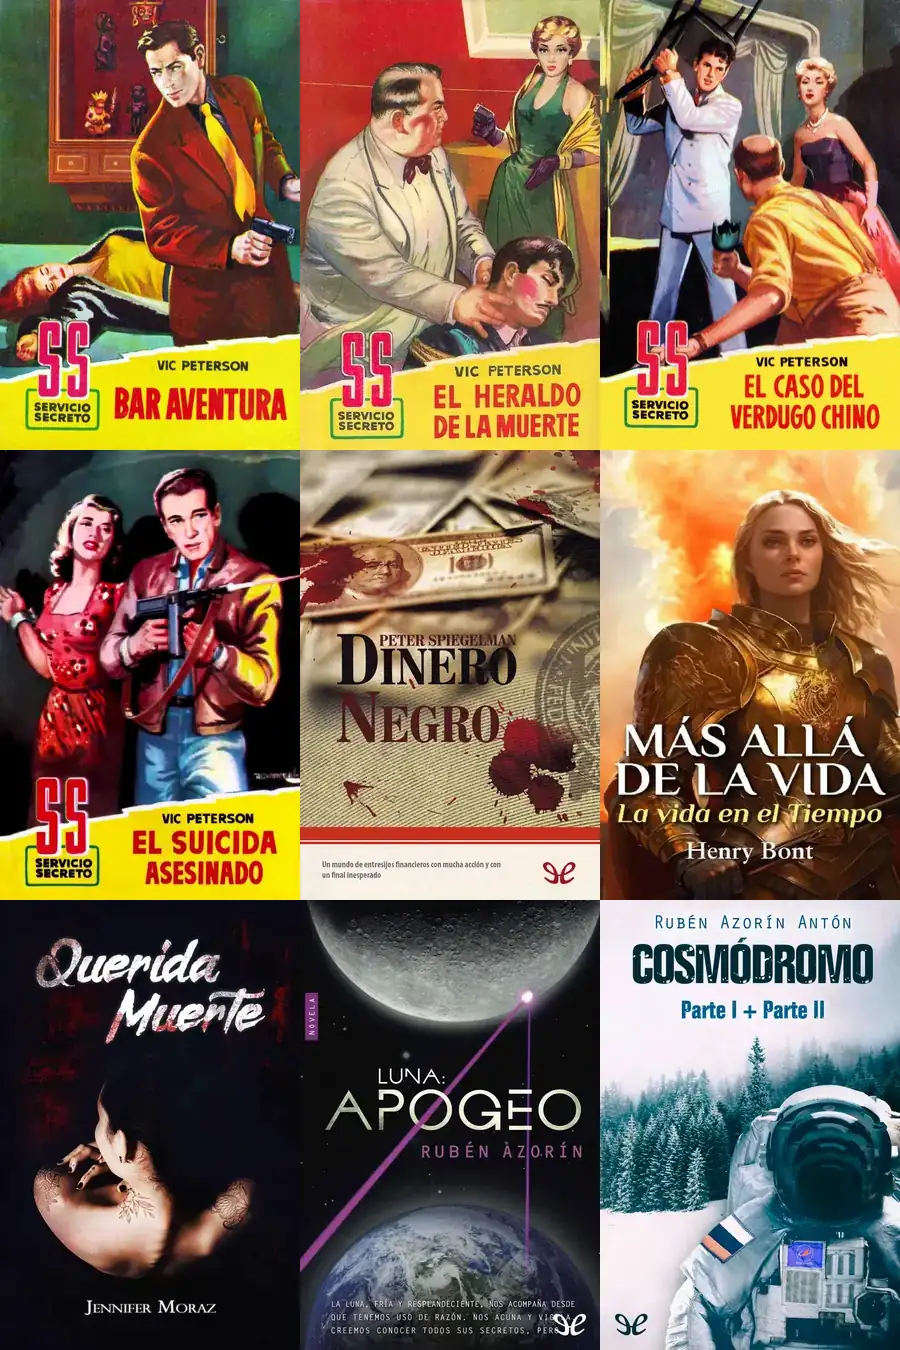 SS
SERVICIO
SECRETO
VIC PETERSON
BAR AVENTURA
SS
SERVICIO
SECRETO
VIC PETERSON
EL HERALDO
DE LA MUERTE
SS
SERVICIO
SECRETO
VIC PETERSON
EL CASO DEL
VERDUGO CHINO
SS
SERVICIO
SECRETO
VIC PETERSON
EL SUICIDA
ASESINADO
100
PETER SPIEGELMAN
DINERO
NEGRO
Un mundo de entresijos financieros con mucha acción y con
un final inesperado
MÁS ALLÁ
DE LA VIDA
La vida en el Tiempo
Henry Bont
Querida
Muerte
JENNIFER MORAZ
NOVELA
LUNA:
APOGEO
RUBÉN AZORÍN
LA LUNA, FRÍA Y RESPLANDECIENTE, NOS ACOMPAÑA DESDE
QUE TENEMOS USO DE RAZÓN. NOS ACUNA Y
CREEMOS CONOCER TODOS SUS SECRETOS, PERO
RUBÉN AZORÍN ANTÓN
COSMÓDROMO
Parte I + Parte II